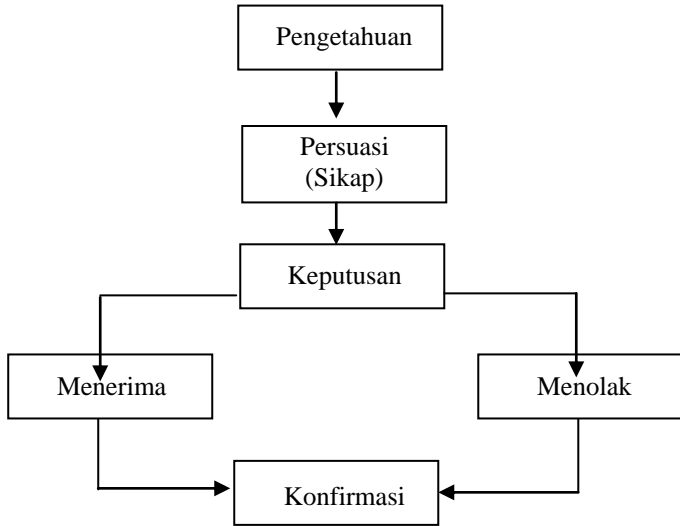 Pengetahuan
Persuasi
(Sikap)
Keputusan
Menerima
Menolak
Konfirmasi